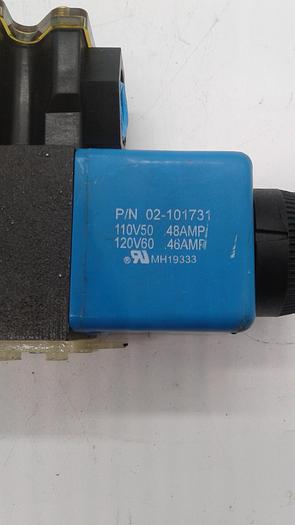 P/N 02-101731
110V50 .48AMP/
120V60 .46AMP/
MH19333